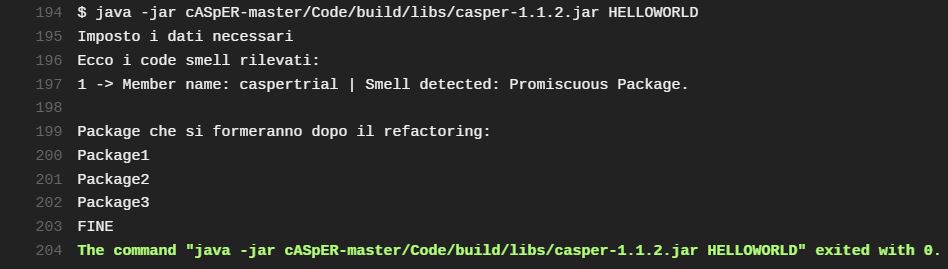 194 $ java -jar cASpER-master/Code/build/libs/casper-1.1.2.jar HELLOWORLD
195 Imposto i dati necessari
196 Ecco i code smell rilevati:
197 1 -> Member name: caspertrial | Smell detected: Promiscuous Package.
198
199 Package che si formeranno dopo il refactoring:
200 Package1
201 Package2
202 Package3
203 FINE
204 The command "java -jar cASpER-master/Code/build/libs/casper-1.1.2.jar HELLOWORLD" exited with 0.